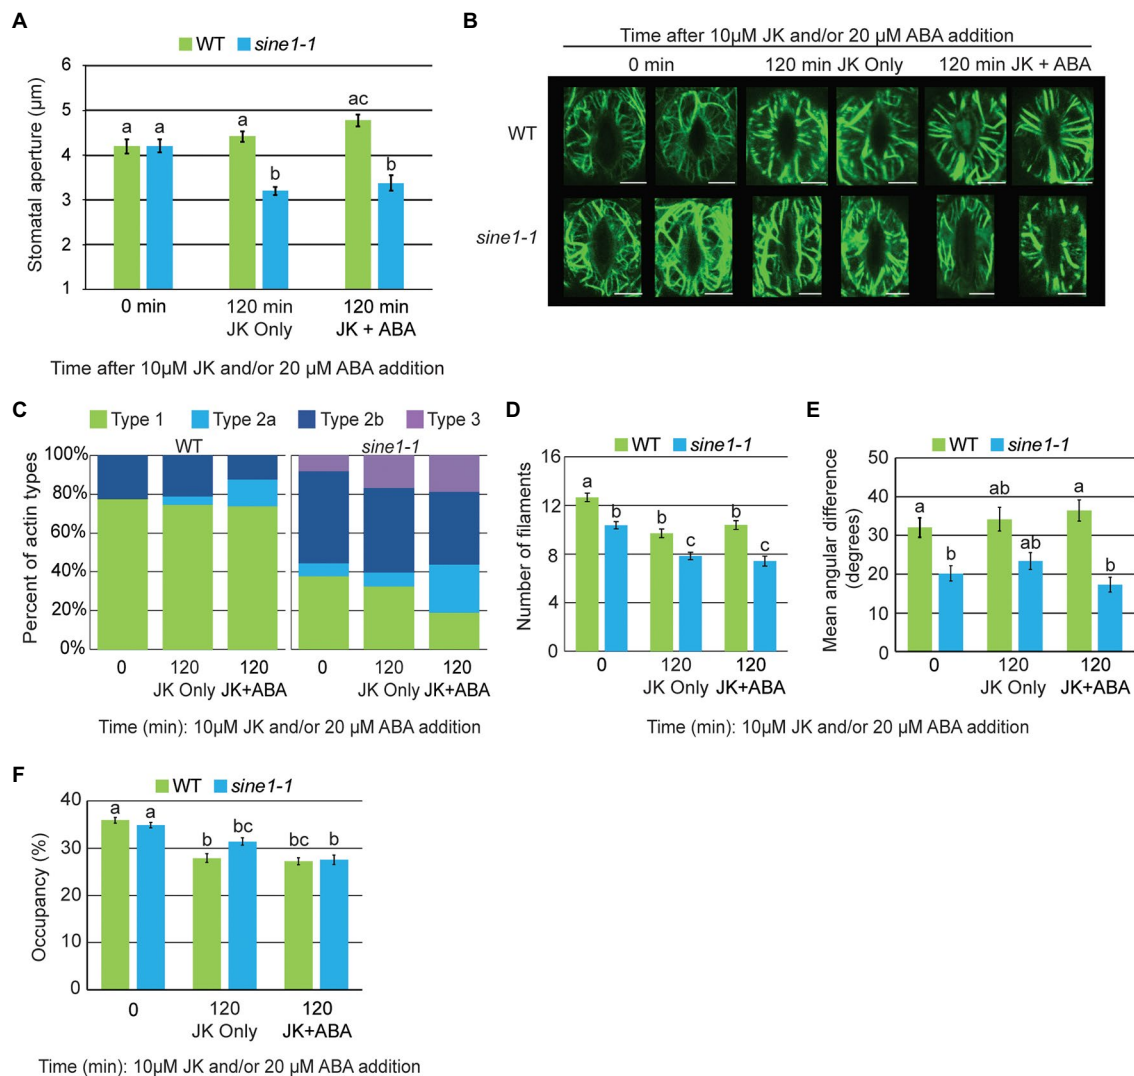 A
WT sine1-1
Stomatal aperture (µm)
6
5
4
3
2
1
a a a b ac b
0 min 120 min 120 min
JK Only JK + ABA
Time after 10µM JK and/or 20 µM ABA addition
B
Time after 10µM JK and/or 20 µM ABA addition
0 min 120 min JK Only 120 min JK + ABA
WT
sine1-1
C
Type 1 Type 2a Type 2b Type 3
WT sine1-1
Percent of actin types
100%
80%
60%
40%
20%
0%
0 120 120 0 120 120
JK Only JK+ABA JK Only JK+ABA
Time (min): 10µM JK and/or 20 µM ABA addition
D
WT sine1-1
Number of filaments
16
12
8
4
0
a b b c b c
0 120 120
JK Only JK+ABA
E
WT sine1-1
Mean angular difference
(degrees)
50
40
30
20
10
0
a b ab ab a b
0 120 120
JK Only JK+ABA
Time (min): 10µM JK and/or 20 µM ABA addition
F
WT sine1-1
Occupancy (%)
40
30
20
10
0
a a b bc bc b
0 120 120
JK Only JK+ABA
Time (min): 10µM JK and/or 20 µM ABA addition